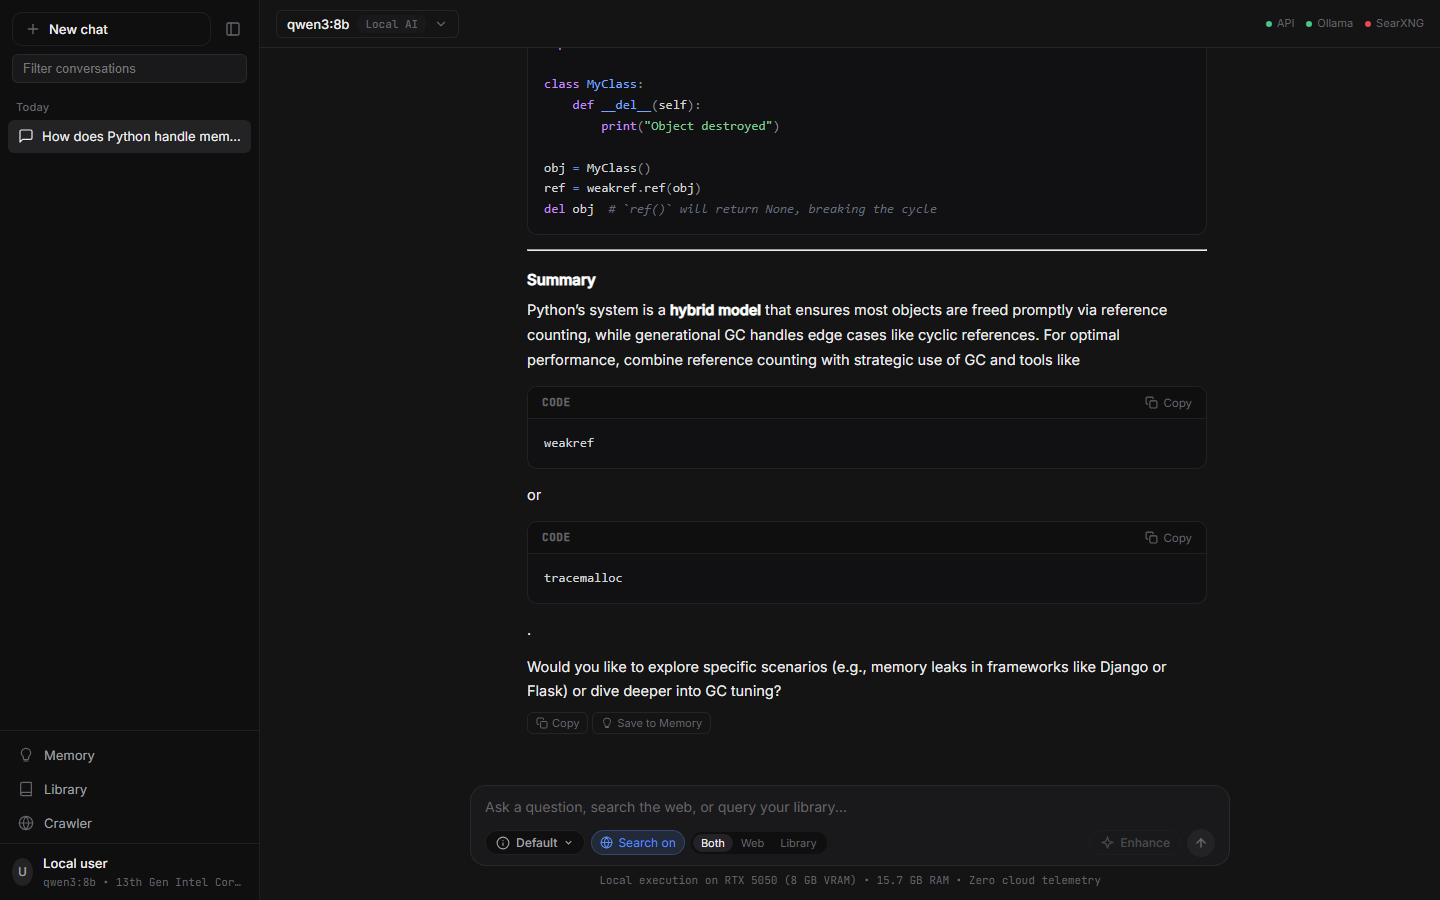 New chat
Filter conversations
Today
How does Python handle mem...
Memory
Library
Crawler
U
Local user
qwen3:8b • 13th Gen Intel Cor...
qwen3:8b Local AI
API Ollama SearXNG
class MyClass:
    def __del__(self):
        print("Object destroyed")
obj = MyClass()
ref = weakref.ref(obj)
del obj  # `ref()` will return None, breaking the cycle
Summary
Python’s system is a hybrid model that ensures most objects are freed promptly via reference
counting, while generational GC handles edge cases like cyclic references. For optimal
performance, combine reference counting with strategic use of GC and tools like
CODE Copy
weakref
or
CODE Copy
tracemalloc
.
Would you like to explore specific scenarios (e.g., memory leaks in frameworks like Django or
Flask) or dive deeper into GC tuning?
Copy Save to Memory
Ask a question, search the web, or query your library...
Default Search on Both Web Library Enhance
Local execution on RTX 5050 (8 GB VRAM) • 15.7 GB RAM • Zero cloud telemetry